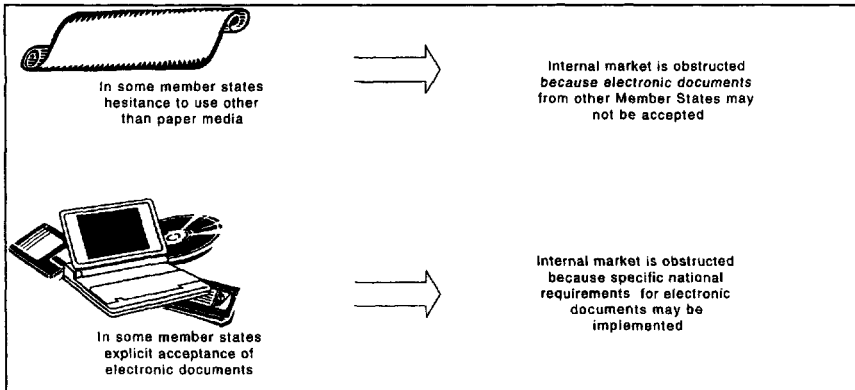 In some member states
hesitance to use other
than paper media
Internal market is obstructed
because electronic documents
from other Member States may
not be accepted
In some member states
explicit acceptance of
electronic documents
Internal market is obstructed
because specific national
requirements for electronic
documents may be
implemented